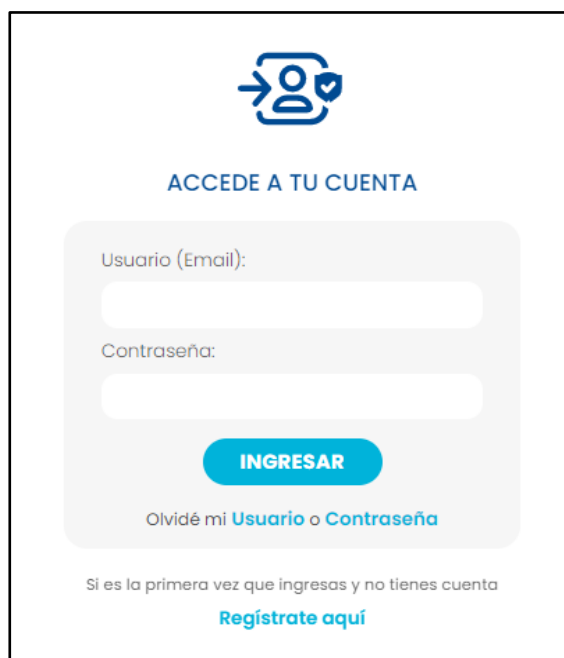 ACCEDE A TU CUENTA
Usuario (Email):
Contraseña:
INGRESAR
Olvidé mi Usuario o Contraseña
Si es la primera vez que ingresas y no tienes cuenta
Regístrate aquí